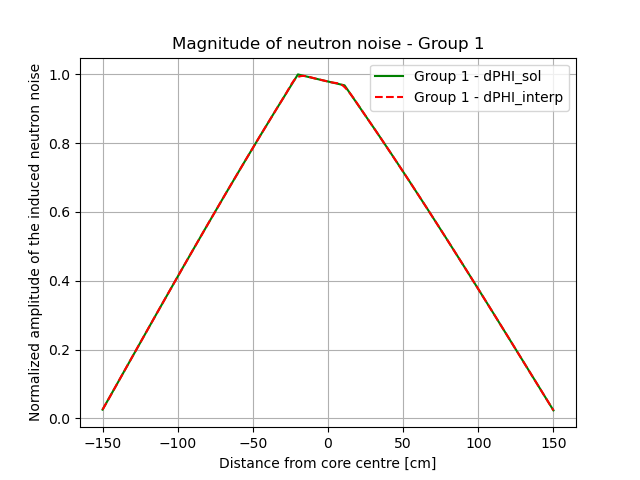 Magnitude of neutron noise - Group 1
Normalized amplitude of the induced neutron noise
1.0
0.8
0.6
0.4
0.2
0.0
Group 1 - dPHI_sol
Group 1 - dPHI_interp
−150
−100
−50
0
50
100
150
Distance from core centre [cm]